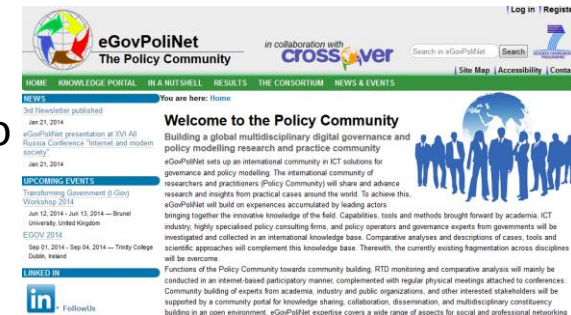 ! Log in ! Registe
eGovPoliNet
The Policy Community
in collaboration with
crossover
Search in eGovPoliNet
Search
SEVENTH FRAMEWORK
PROGRAMME
| Site Map | Accessibility | Conta
HOME KNOWLEDGE PORTAL IN A NUTSHELL RESULTS THE CONSORTIUM NEWS & EVENTS
You are here: Home
NEWS
3rd Newsletter published
Jan 21, 2014
eGovPoliNet presentation at XVI All
Russia Conference "Internet and modern
society"
Jan 21, 2014
UPCOMING EVENTS
Transforming Government (t-Gov)
Workshop 2014
Jun 12, 2014 - Jun 13, 2014 — Brunel
University, United Kingdom
EGOV 2014
Sep 01, 2014 - Sep 04, 2014 — Trinity College
Dublin, Ireland
LINKED IN
in
FollowUs
Welcome to the Policy Community
Building a global multidisciplinary digital governance and
policy modelling research and practice community
eGovPoliNet sets up an international community in ICT solutions for
governance and policy modelling. The international community of
researchers and practitioners (Policy Community) will share and advance
research and insights from practical cases around the world. To achieve this,
eGovPoliNet will build on experiences accumulated by leading actors
bringing together the innovative knowledge of the field. Capabilities, tools and methods brought forward by academia, ICT
industry, highly specialised policy consulting firms, and policy operators and governance experts from governments will be
investigated and collected in an international knowledge base. Comparative analyses and descriptions of cases, tools and
scientific approaches will complement this knowledge base. Therewith, the currently existing fragmentation across disciplines
will be overcome.
Functions of the Policy Community towards community building, RTD monitoring and comparative analysis will mainly be
conducted in an internet-based participatory manner, complemented with regular physical meetings attached to conferences.
Community building of experts from academia, industry and public organizations, and other interested stakeholders will be
supported by a community portal for knowledge sharing, collaboration, dissemination, and multidisciplinary constituency
building in an open environment. eGovPoliNet expertise covers a wide range of aspects for social and professional networking